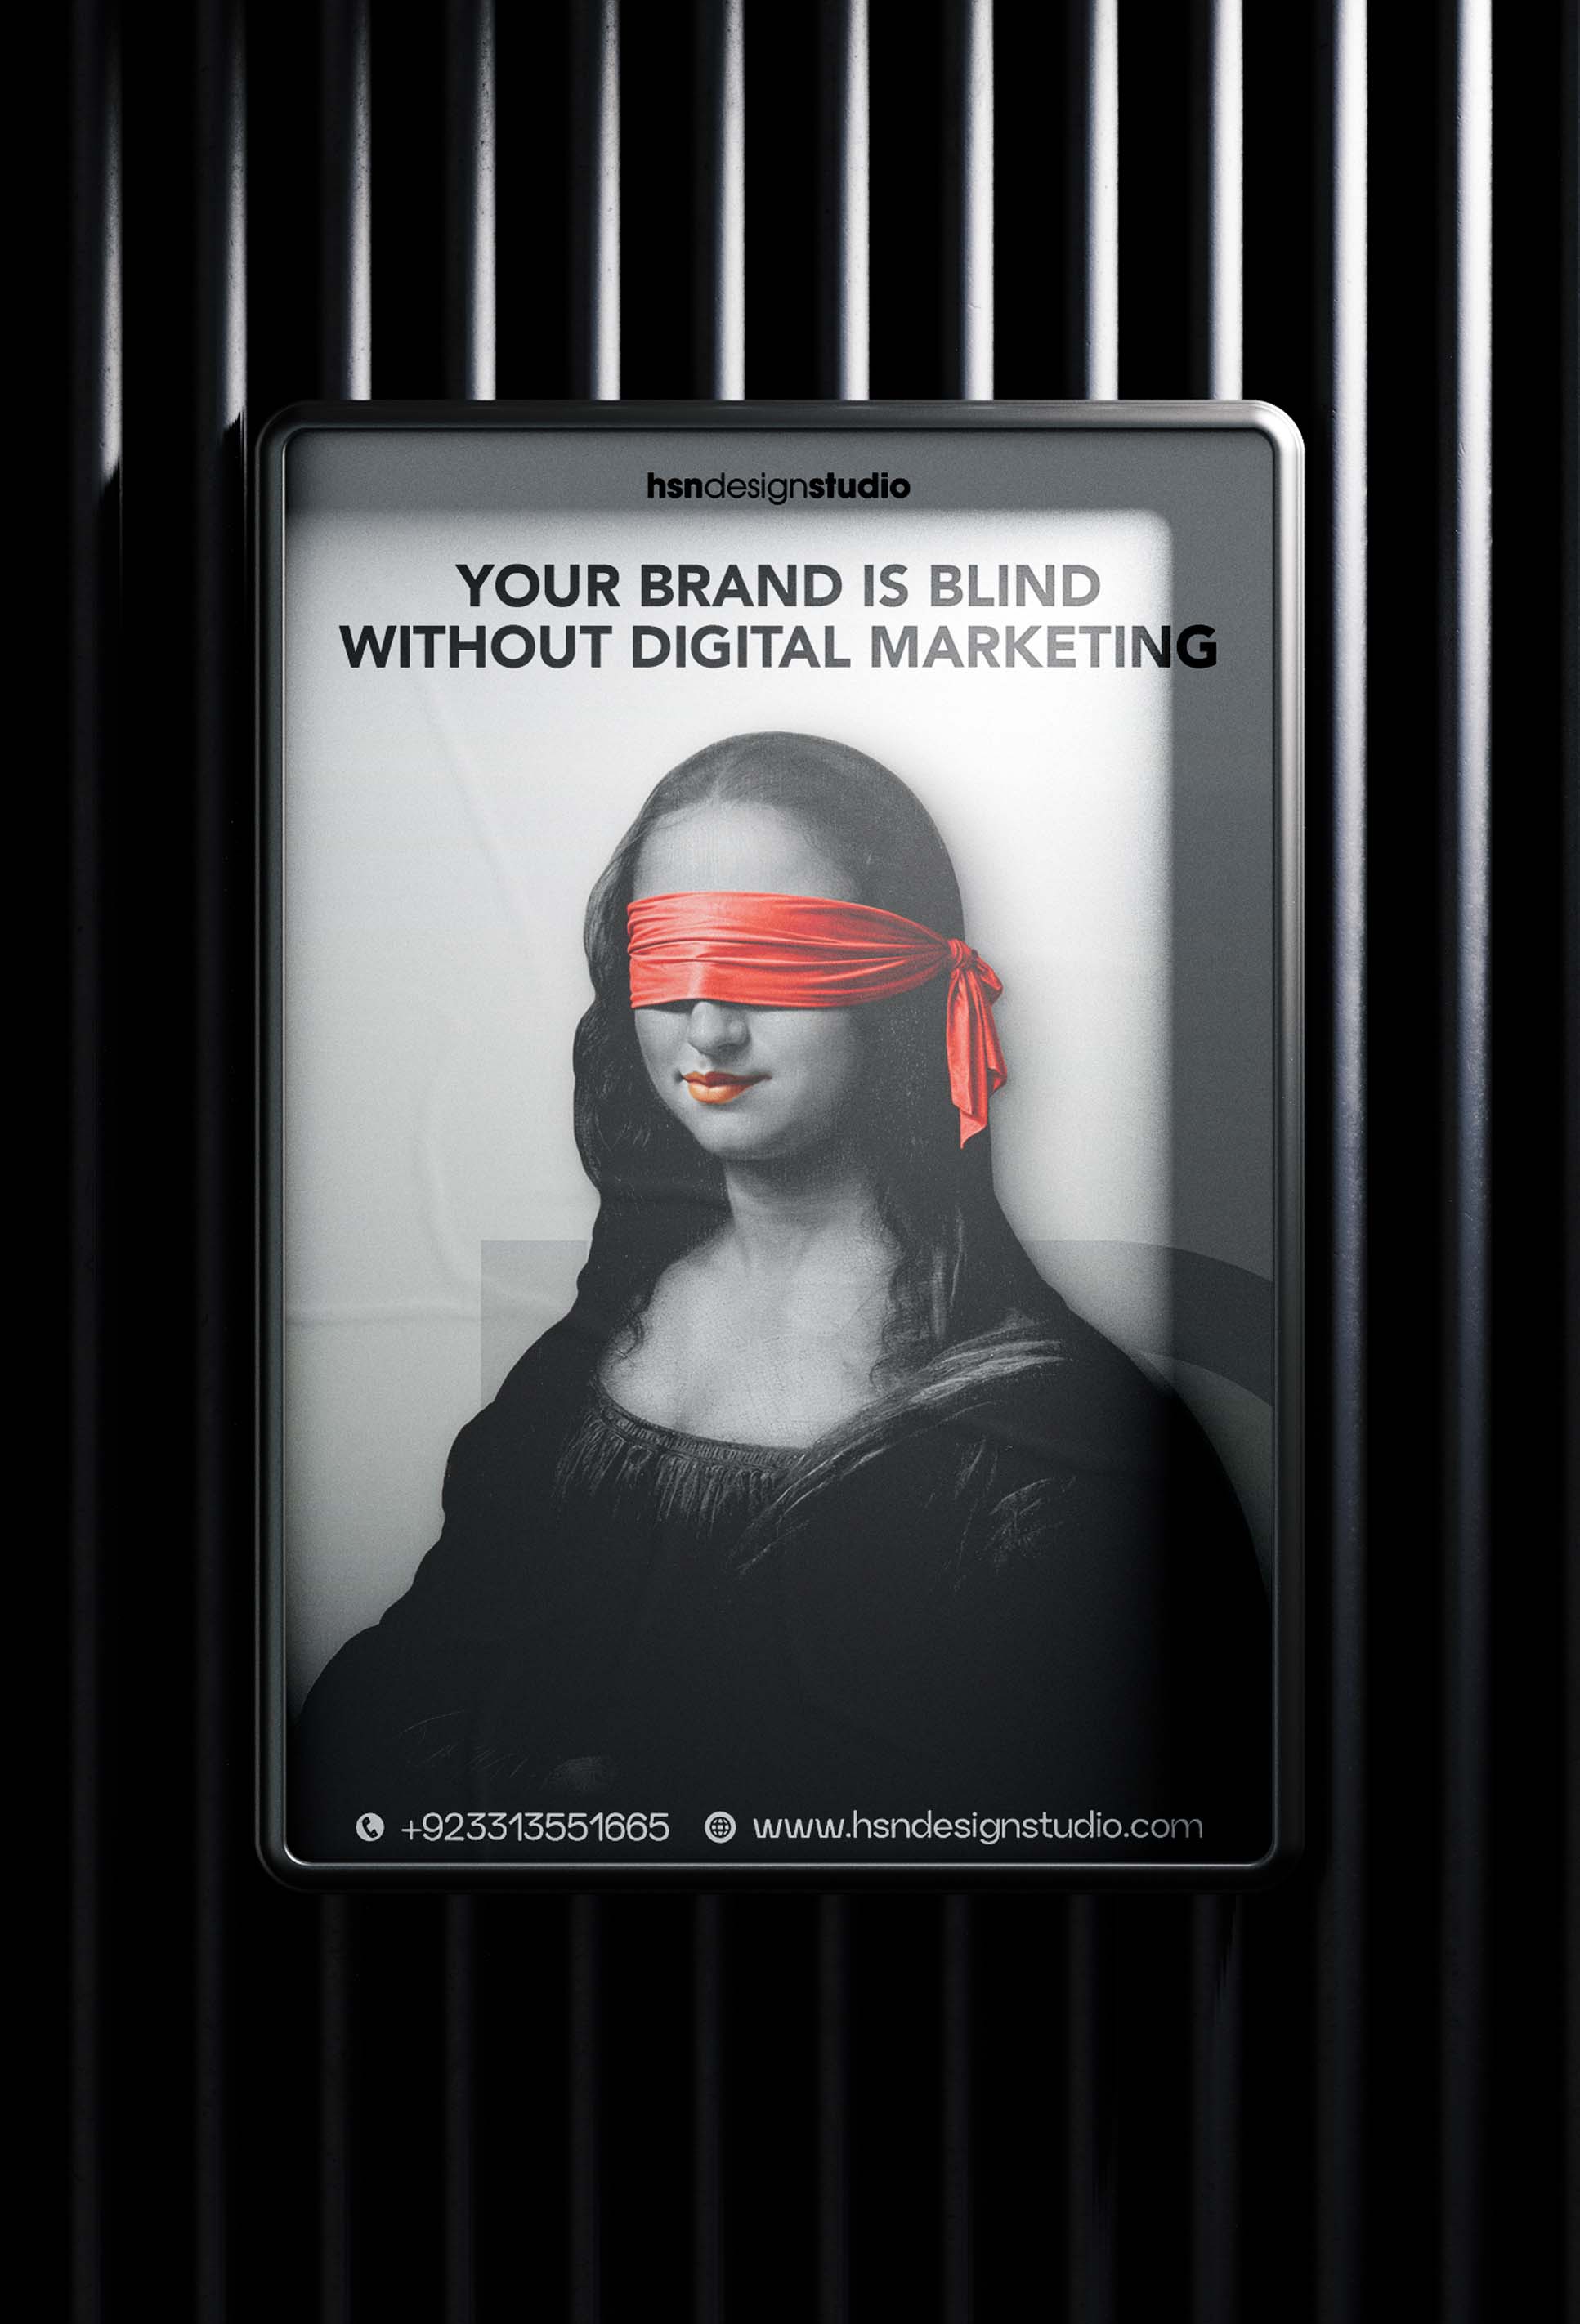 hsndesignstudio
YOUR BRAND IS BLIND
WITHOUT DIGITAL MARKETING
+923313551665 www.hsndesignstudio.com